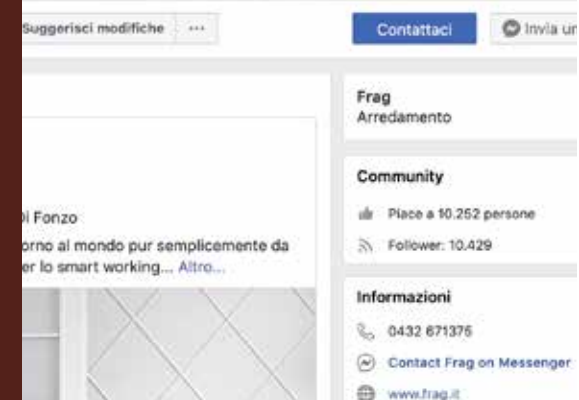 Suggerisci modifiche ...
Contattaci
Invia un
Frag
Arredamento
Community
Piace a 10.252 persone
Follower: 10.429
Informazioni
0432 671375
Contact Frag on Messenger
www.frag.it
Di Fonzo
orno al mondo pur semplicemente da
er lo smart working... Altro...